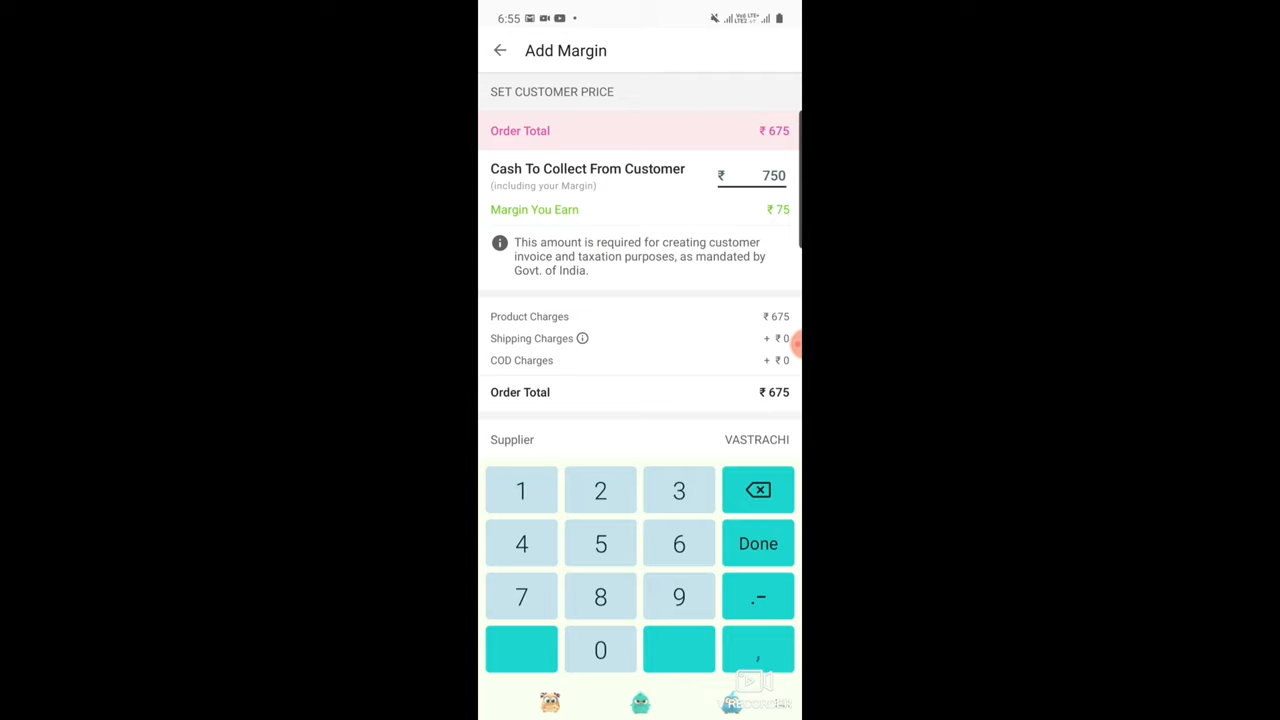 6:55
Add Margin
SET CUSTOMER PRICE
Order Total ₹ 675
Cash To Collect From Customer ₹ 750
(including your Margin)
Margin You Earn ₹ 75
This amount is required for creating customer
invoice and taxation purposes, as mandated by
Govt. of India.
Product Charges ₹ 675
Shipping Charges + ₹ 0
COD Charges + ₹ 0
Order Total ₹ 675
Supplier VASTRACHI
1 2 3
4 5 6 Done
7 8 9 .-
0 ,